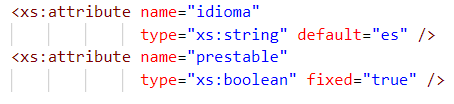 <xs:attribute name="idioma"
type="xs:string" default="es" />
<xs:attribute name="prestable"
type="xs:boolean" fixed="true" />